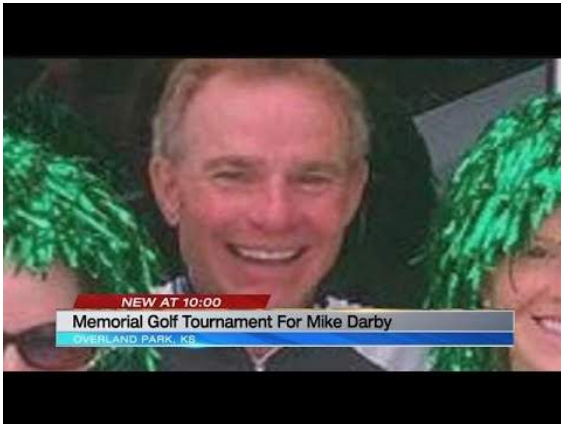 NEW AT 10:00
Memorial Golf Tournament For Mike Darby
OVERLAND PARK, KS